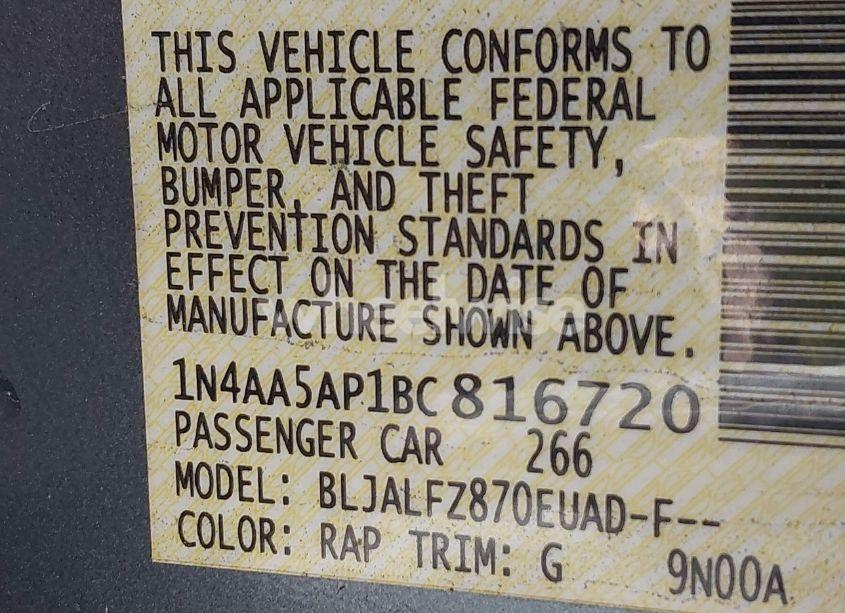 THIS VEHICLE CONFORMS TO
ALL APPLICABLE FEDERAL
MOTOR VEHICLE SAFETY,
BUMPER, AND THEFT
PREVENTION STANDARDS IN
EFFECT ON THE DATE OF
MANUFACTURE SHOWN ABOVE.
1N4AA5AP1BC816720
PASSENGER CAR 266
MODEL: BLJALFZ870EUAD-F--
COLOR: RAP TRIM: G 9N00A